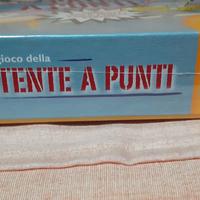 gioco della
TENTE A PUNTI